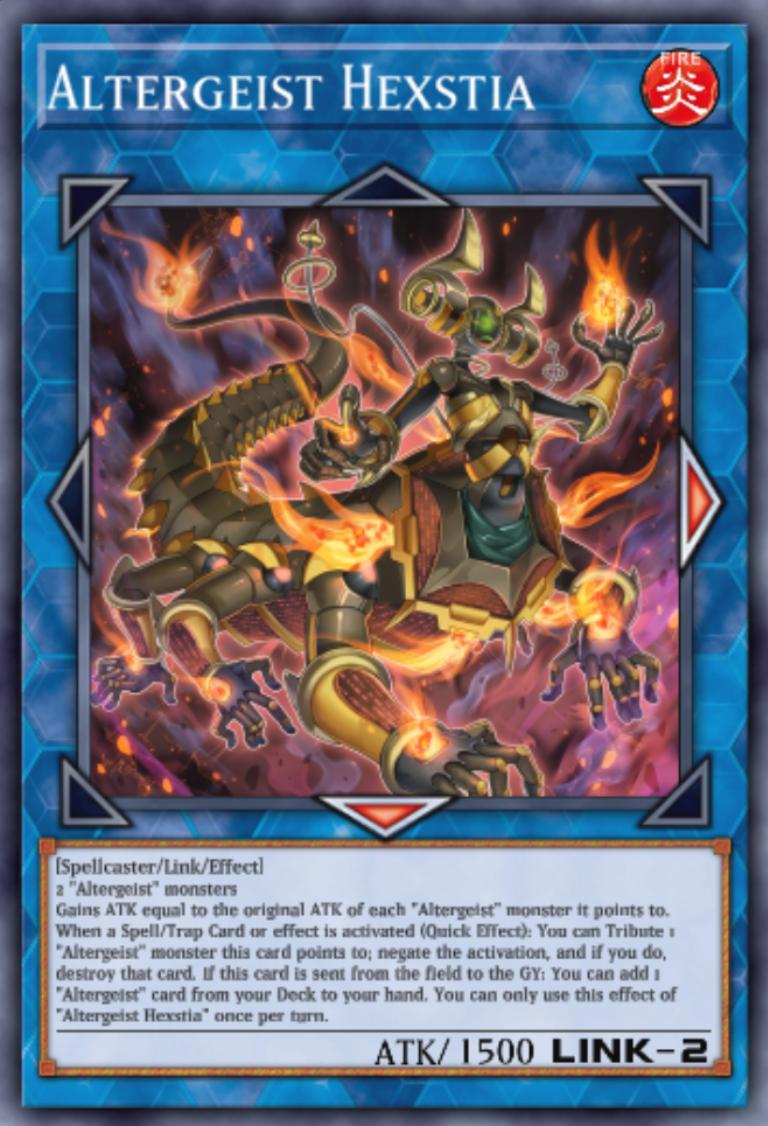 ALTERGEIST HEXSTIA
FIRE
炎
[Spellcaster/Link/Effect]
2 "Altergeist" monsters
Gains ATK equal to the original ATK of each "Altergeist" monster it points to.
When a Spell/Trap Card or effect is activated (Quick Effect): You can Tribute 1
"Altergeist" monster this card points to; negate the activation, and if you do,
destroy that card. If this card is sent from the field to the GY: You can add 1
"Altergeist" card from your Deck to your hand. You can only use this effect of
"Altergeist Hexstia" once per turn.
ATK/ 1500 LINK-2